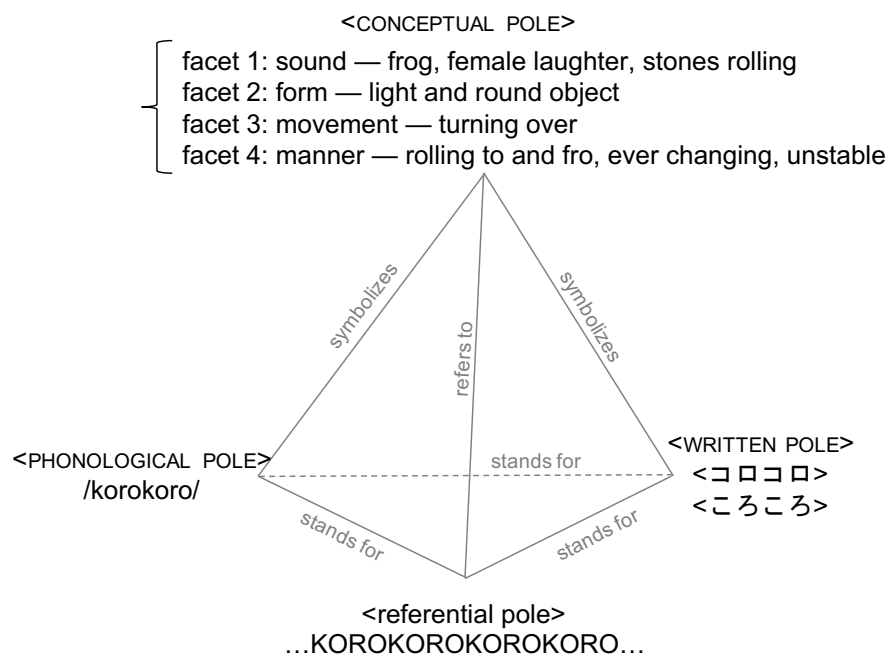 <CONCEPTUAL POLE>
facet 1: sound — frog, female laughter, stones rolling
facet 2: form — light and round object
facet 3: movement — turning over
facet 4: manner — rolling to and fro, ever changing, unstable
symbolizes
refers to
symbolizes
<PHONOLOGICAL POLE>
/korokoro/
stands for
<WRITTEN POLE>
<コロコロ>
<ころころ>
stands for
stands for
<referential pole>
…KOROKOROKOROKORO…